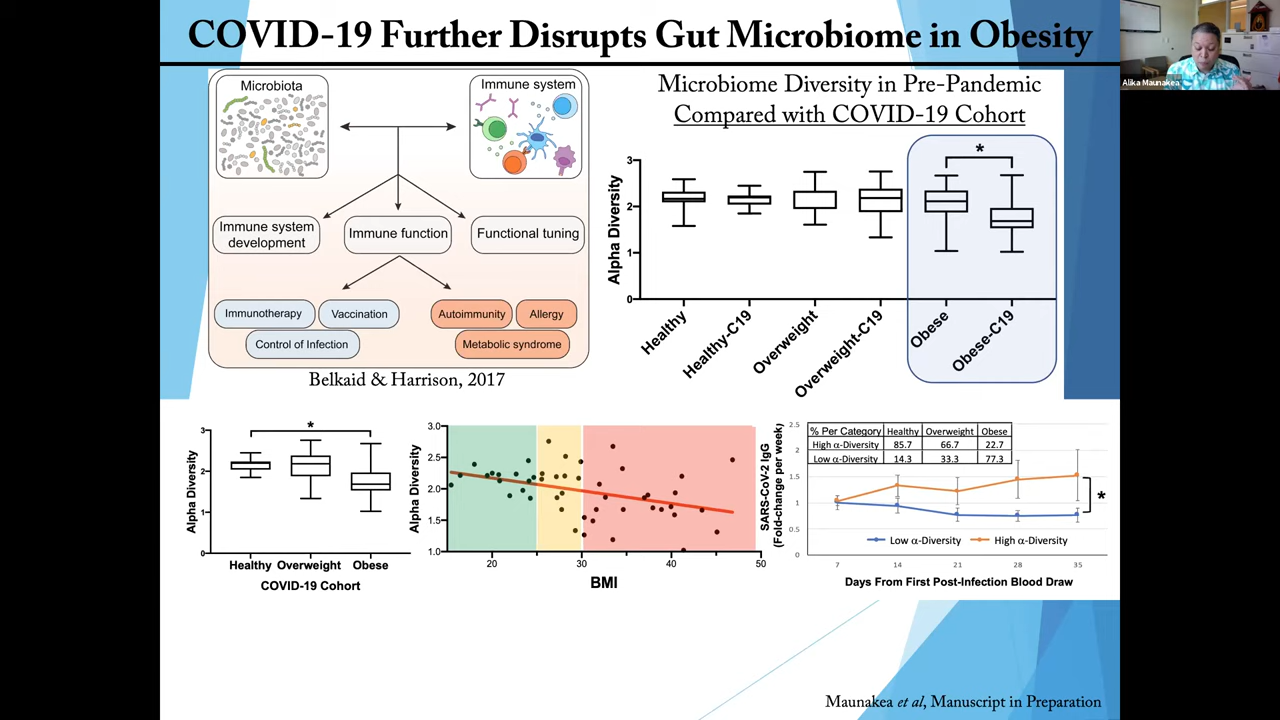 COVID-19 Further Disrupts Gut Microbiome in Obesity
Alika Maunakea
Microbiota
Immune system
Immune system
development
Immune function
Functional tuning
Immunotherapy
Vaccination
Control of Infection
Autoimmunity
Allergy
Metabolic syndrome
Belkaid & Harrison, 2017
Microbiome Diversity in Pre-Pandemic
Compared with COVID-19 Cohort
*
Alpha Diversity
3
2
1
0
Healthy
Healthy-C19
Overweight
Overweight-C19
Obese
Obese-C19
*
Alpha Diversity
3
2
1
0
Healthy Overweight Obese
COVID-19 Cohort
Alpha Diversity
3.0
2.5
2.0
1.5
1.0
20 30 40 50
BMI
SARS-CoV-2 IgG
(Fold-change per week)
2.5
2
1.5
1
0.5
0
% Per Category Healthy Overweight Obese
High α-Diversity 85.7 66.7 22.7
Low α-Diversity 14.3 33.3 77.3
*
Low α-Diversity High α-Diversity
7 14 21 28 35
Days From First Post-Infection Blood Draw
Maunakea et al, Manuscript in Preparation